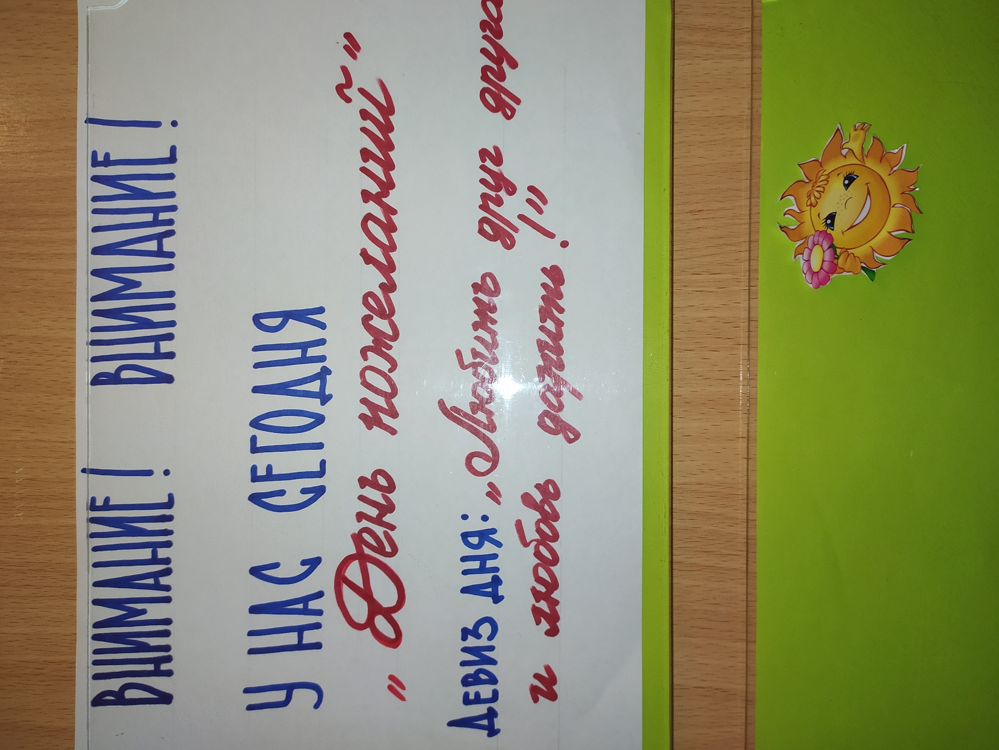 ВНИМАНИЕ! ВНИМАНИЕ!
У НАС СЕГОДНЯ
„День пожеланий"
ДЕВИЗ ДНЯ: „Любить друг друга
и любовь дарить!"